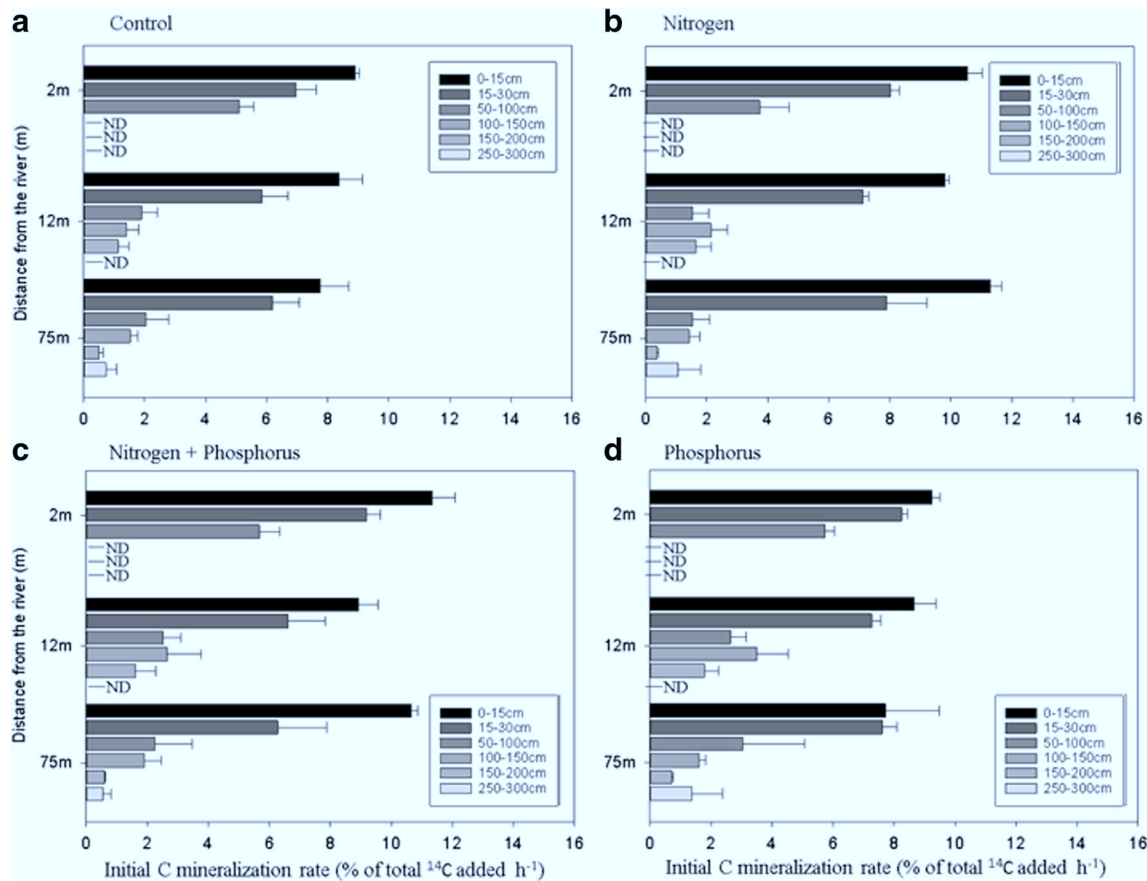 a Control
0-15cm
15-30cm
50-100cm
100-150cm
150-200cm
250-300cm
2m
ND
ND
ND
12m
ND
75m
Distance from the river (m)
0 2 4 6 8 10 12 14 16
b Nitrogen
0-15cm
15-30cm
50-100cm
100-150cm
150-200cm
250-300cm
2m
ND
ND
ND
12m
ND
75m
0 2 4 6 8 10 12 14 16
c Nitrogen + Phosphorus
2m
ND
ND
ND
12m
ND
75m
0-15cm
15-30cm
50-100cm
100-150cm
150-200cm
250-300cm
Distance from the river (m)
0 2 4 6 8 10 12 14 16
Initial C mineralization rate (% of total ¹⁴C added h⁻¹)
d Phosphorus
2m
ND
ND
ND
12m
ND
75m
0-15cm
15-30cm
50-100cm
100-150cm
150-200cm
250-300cm
0 2 4 6 8 10 12 14 16
Initial C mineralization rate (% of total ¹⁴C added h⁻¹)